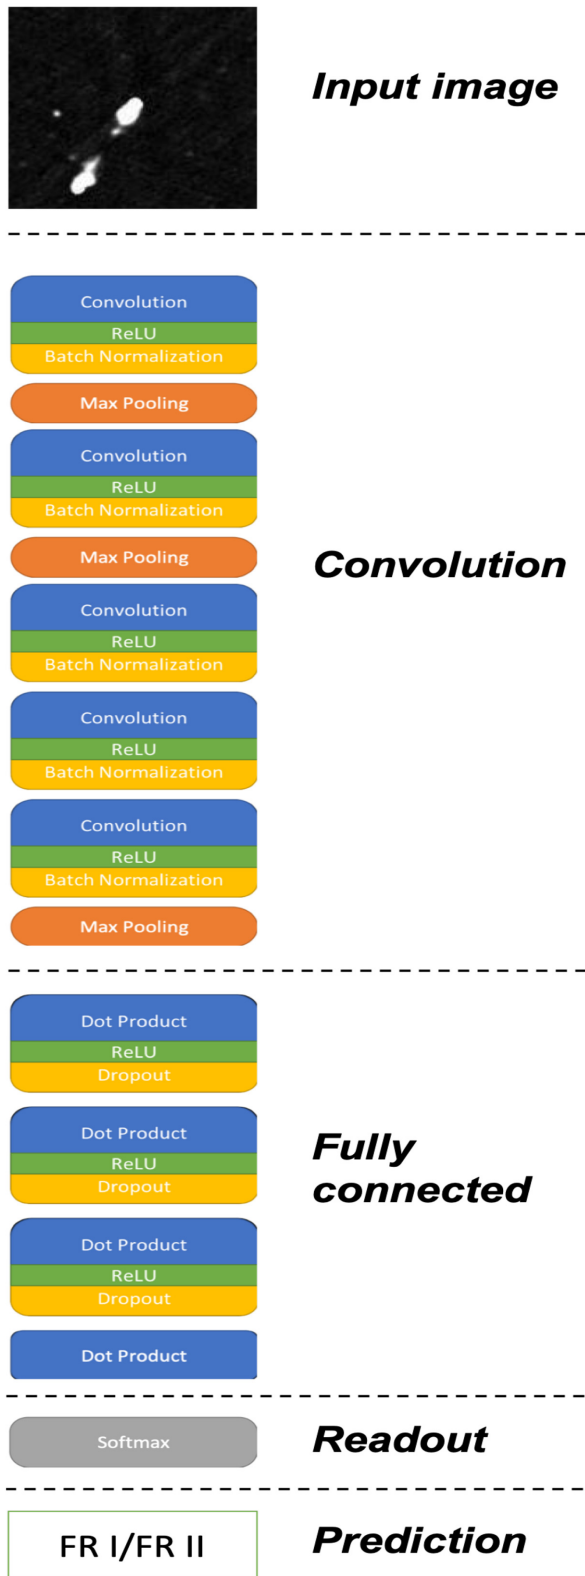 Input image
Convolution
ReLU
Batch Normalization
Max Pooling
Convolution
ReLU
Batch Normalization
Max Pooling
Convolution
Convolution
ReLU
Batch Normalization
Convolution
ReLU
Batch Normalization
Convolution
ReLU
Batch Normalization
Max Pooling
Dot Product
ReLU
Dropout
Dot Product
ReLU
Dropout
Fully
connected
Dot Product
ReLU
Dropout
Dot Product
Softmax
Readout
FR I/FR II
Prediction